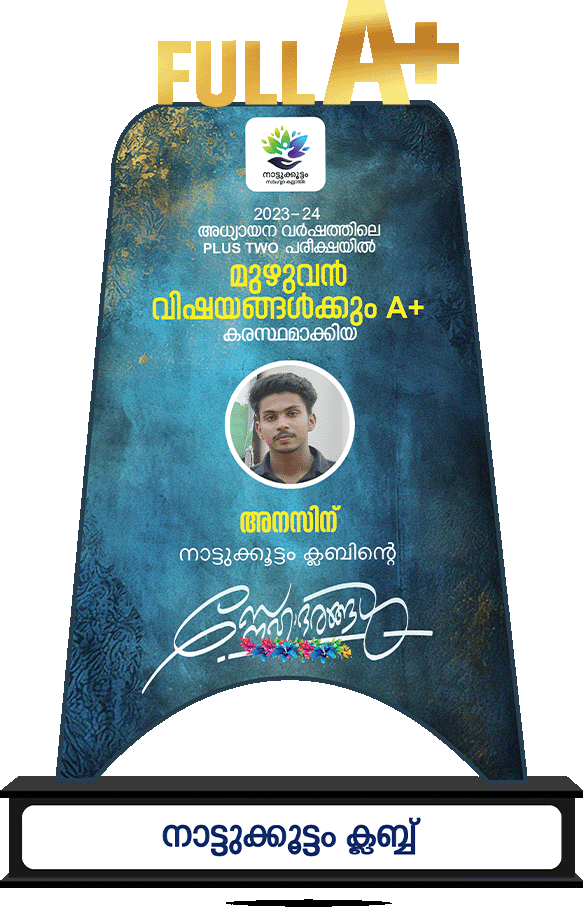 FULL A+
നാട്ടുക്കൂട്ടം
2023-24
അധ്യായന വർഷത്തിലെ
PLUS TWO പരീക്ഷയിൽ
മുഴുവൻ
വിഷയങ്ങൾക്കും A+
കരസ്ഥമാക്കിയ
അനസിന്
നാട്ടുക്കൂട്ടം ക്ലബിന്റെ
സ്നേഹാദരങ്ങൾ
നാട്ടുക്കൂട്ടം ക്ലബ്ബ്